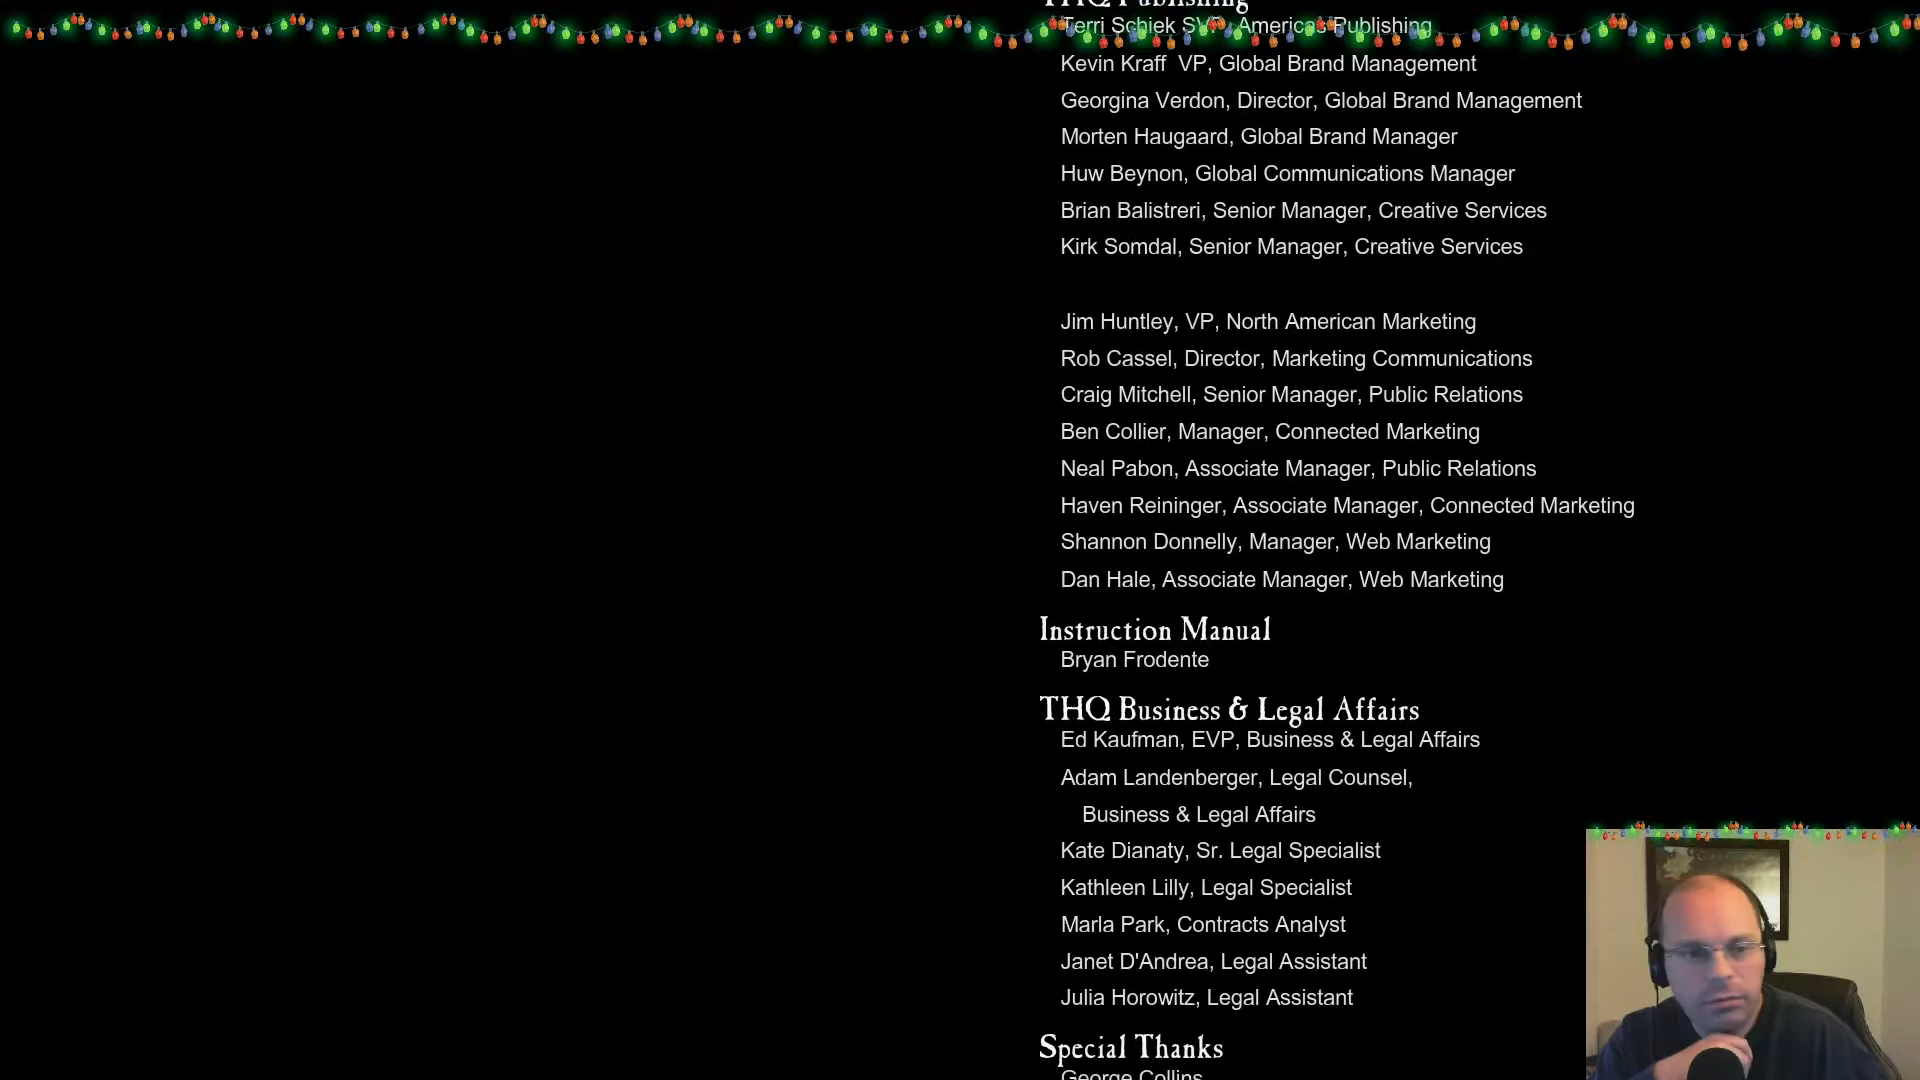 THQ Publishing
Terri Schiek SVP, Americas Publishing
Kevin Kraff  VP, Global Brand Management
Georgina Verdon, Director, Global Brand Management
Morten Haugaard, Global Brand Manager
Huw Beynon, Global Communications Manager
Brian Balistreri, Senior Manager, Creative Services
Kirk Somdal, Senior Manager, Creative Services
Jim Huntley, VP, North American Marketing
Rob Cassel, Director, Marketing Communications
Craig Mitchell, Senior Manager, Public Relations
Ben Collier, Manager, Connected Marketing
Neal Pabon, Associate Manager, Public Relations
Haven Reininger, Associate Manager, Connected Marketing
Shannon Donnelly, Manager, Web Marketing
Dan Hale, Associate Manager, Web Marketing
Instruction Manual
Bryan Frodente
THQ Business & Legal Affairs
Ed Kaufman, EVP, Business & Legal Affairs
Adam Landenberger, Legal Counsel,
Business & Legal Affairs
Kate Dianaty, Sr. Legal Specialist
Kathleen Lilly, Legal Specialist
Marla Park, Contracts Analyst
Janet D'Andrea, Legal Assistant
Julia Horowitz, Legal Assistant
Special Thanks
George Collins